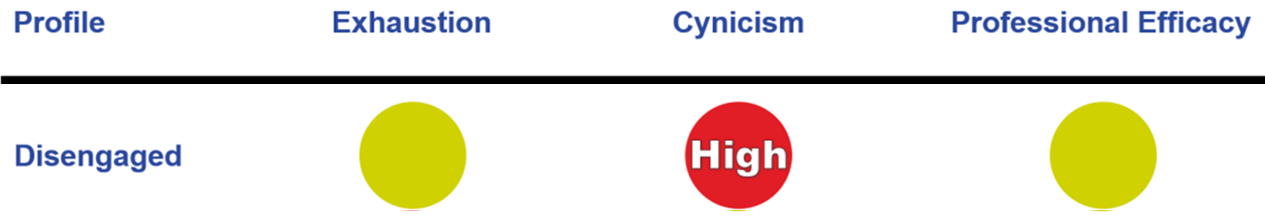 Profile Exhaustion Cynicism Professional Efficacy
Disengaged High